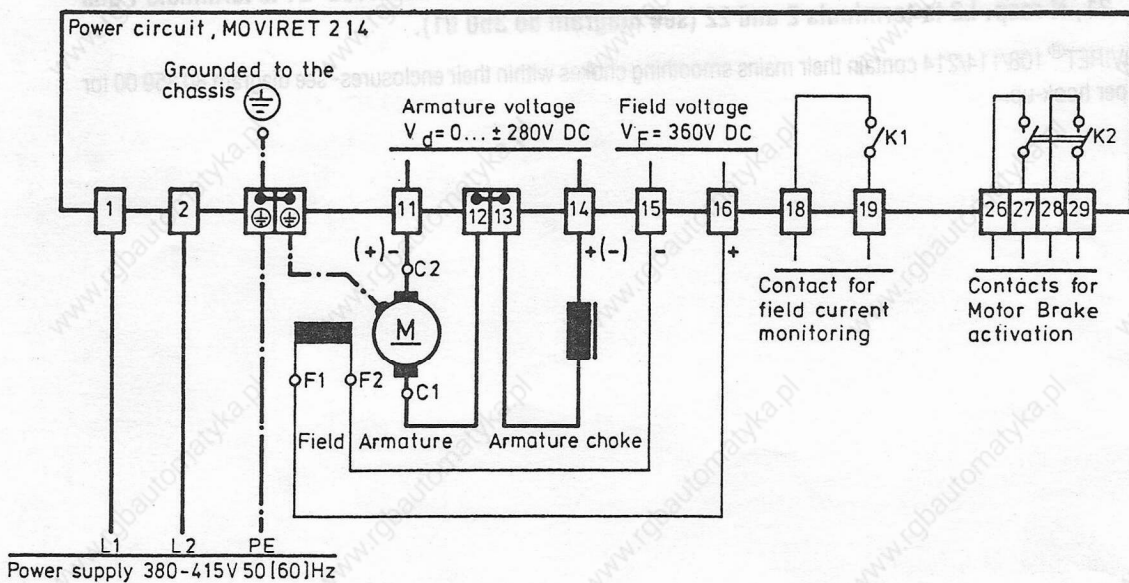 Power circuit, MOVIRET 214
Grounded to the
chassis
Armature voltage
Vd = 0... ± 280V DC
Field voltage
VF = 360V DC
K1
K2
1
2
11
12
13
14
15
16
18
19
26
27
28
29
(+)-
+(-)
-
+
C2
M
C1
F1
F2
Field
Armature
Armature choke
Contact for
field current
monitoring
Contacts for
Motor Brake
activation
L1
L2
PE
Power supply 380-415V 50[60]Hz
www.rgbautomatyka.pl